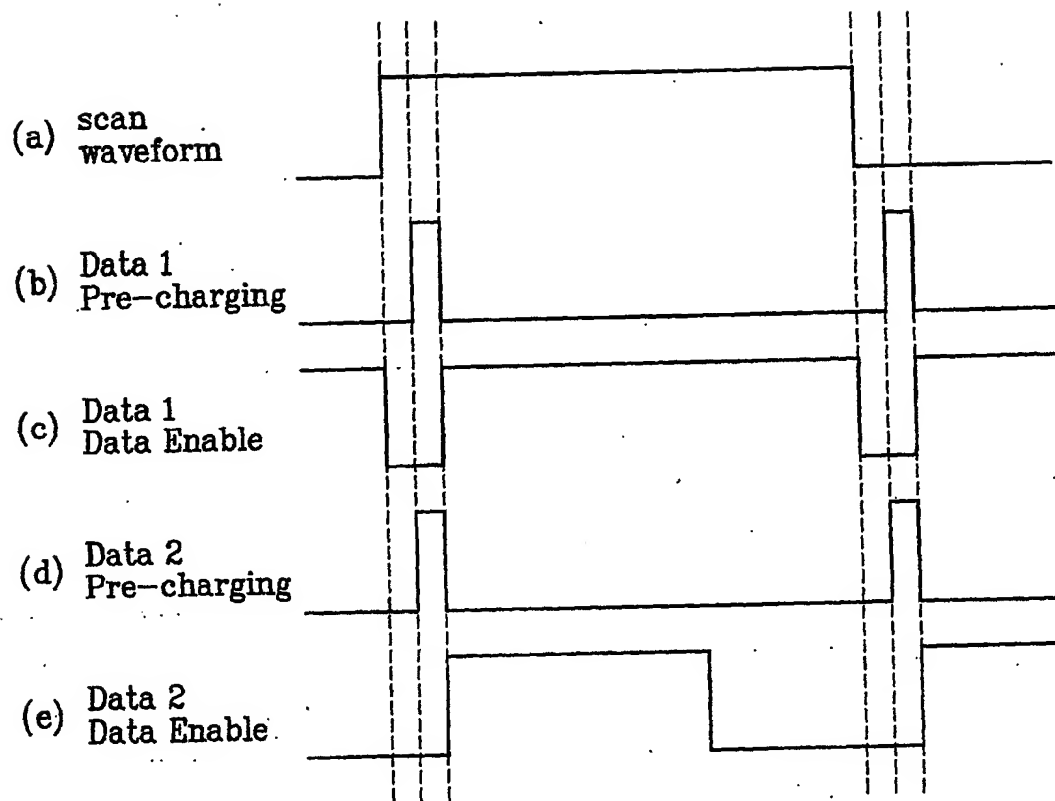 (a) scan
waveform
(b) Data 1
Pre-charging
(c) Data 1
Data Enable
(d) Data 2
Pre-charging
(e) Data 2
Data Enable